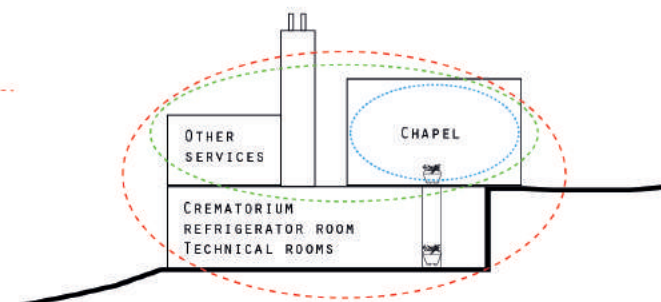 OTHER
SERVICES
CHAPEL
CREMATORIUM
REFRIGERATOR ROOM
TECHNICAL ROOMS